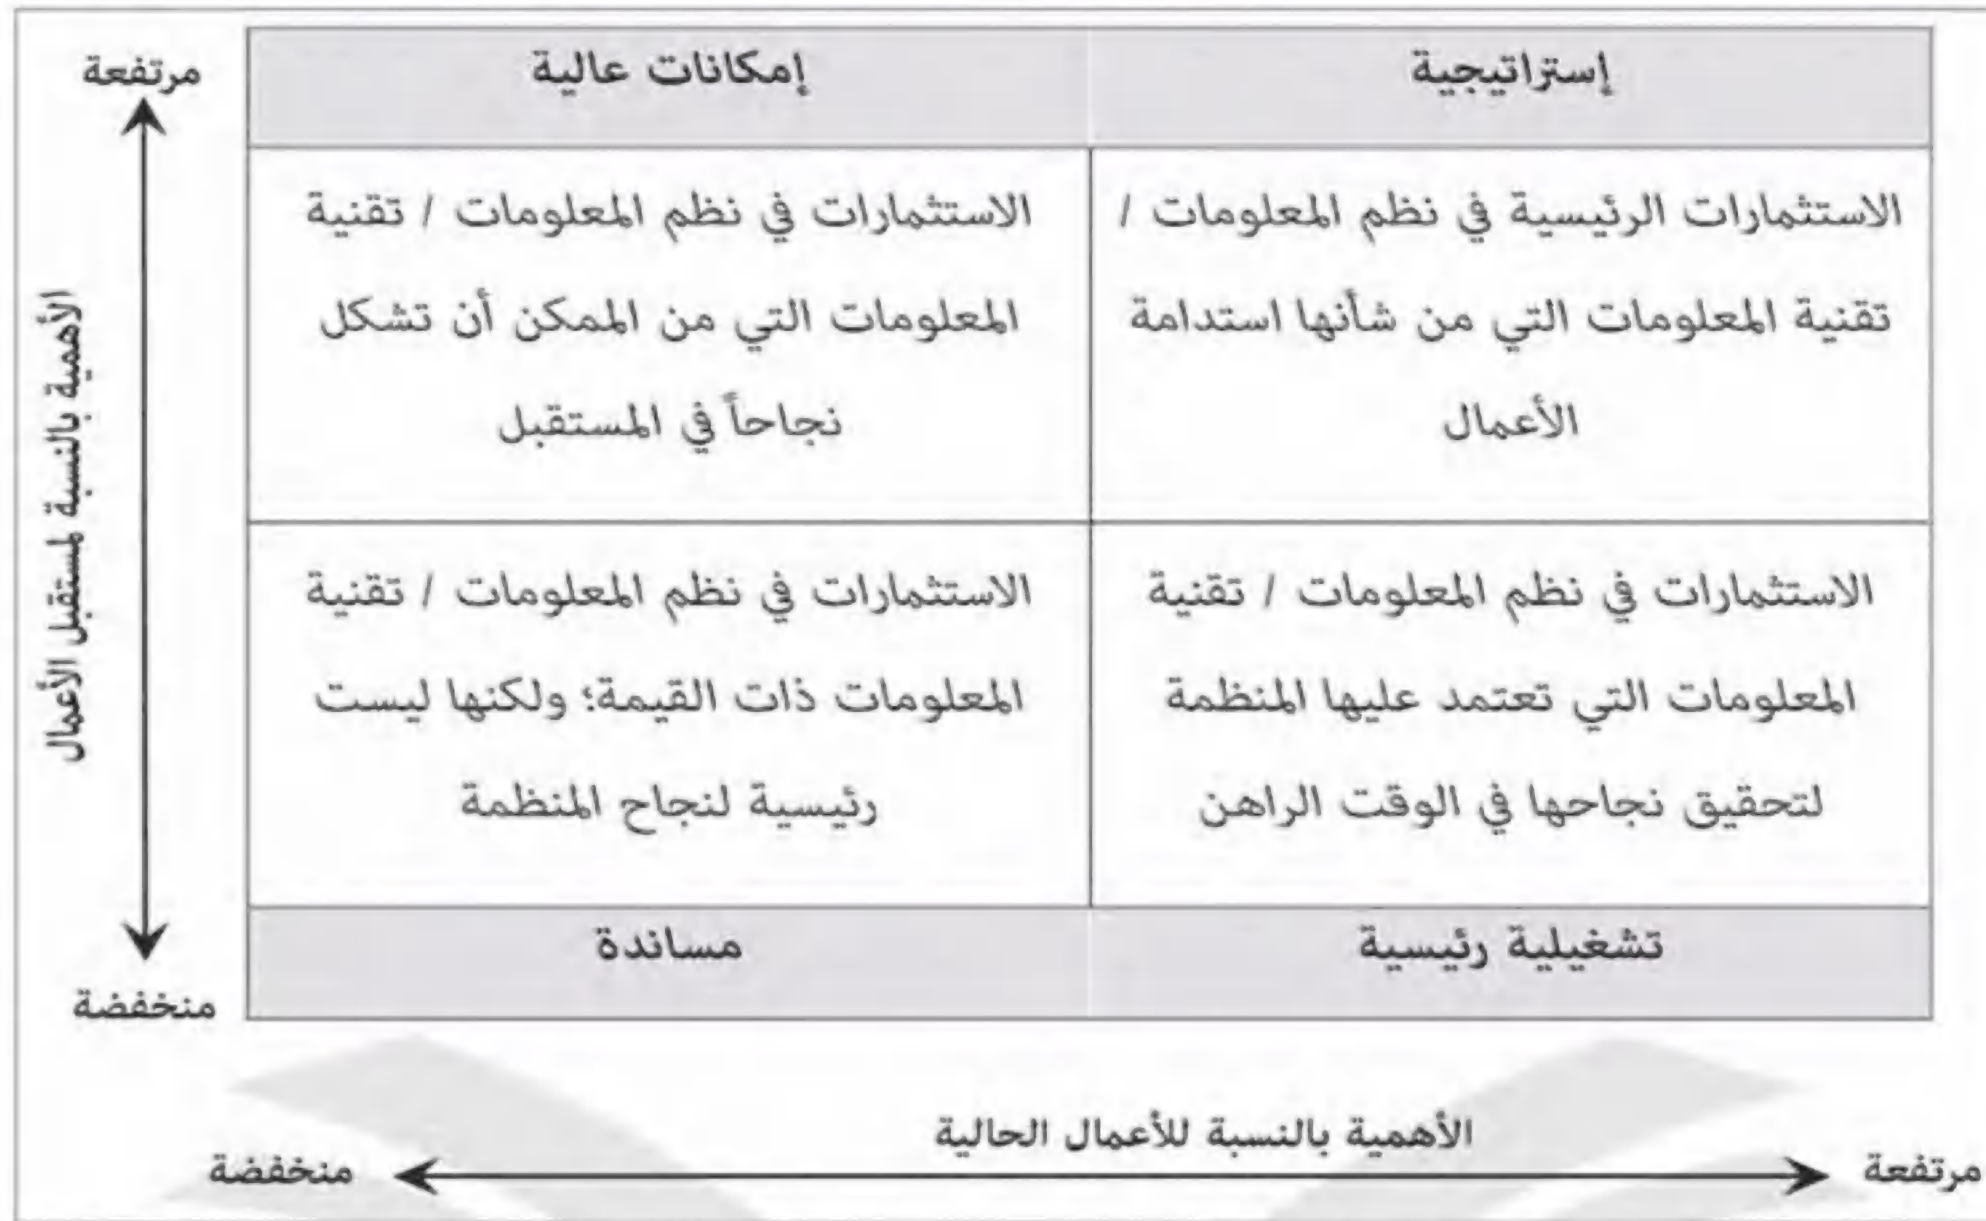 مرتفعة
إستراتيجية
إمكانات عالية
الاستثمارات الرئيسية في نظم المعلومات /
تقنية المعلومات التي من شأنها استدامة
الأعمال
الاستثمارات في نظم المعلومات / تقنية
المعلومات التي من الممكن أن تشكل
نجاحاً في المستقبل
الأهمية بالنسبة لمستقبل الأعمال
الاستثمارات في نظم المعلومات / تقنية
المعلومات التي تعتمد عليها المنظمة
لتحقيق نجاحها في الوقت الراهن
الاستثمارات في نظم المعلومات / تقنية
المعلومات ذات القيمة؛ ولكنها ليست
رئيسية لنجاح المنظمة
تشغيلية رئيسية
مساندة
منخفضة
الأهمية بالنسبة للأعمال الحالية
مرتفعة
منخفضة